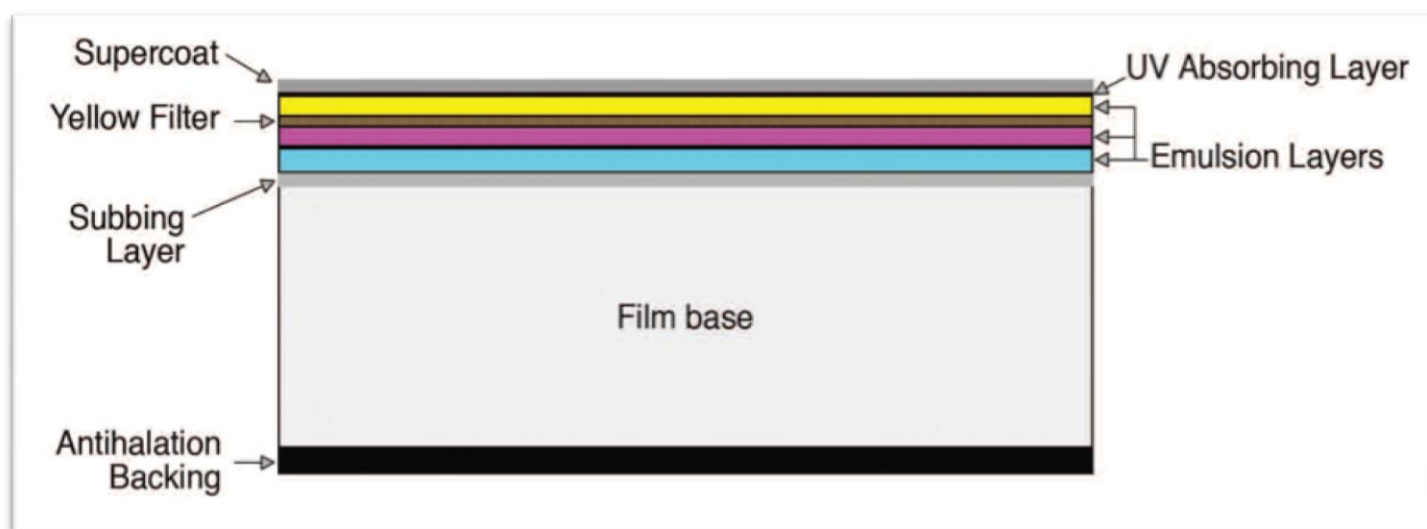 Supercoat
UV Absorbing Layer
Yellow Filter
Emulsion Layers
Subbing
Layer
Film base
Antihalation
Backing